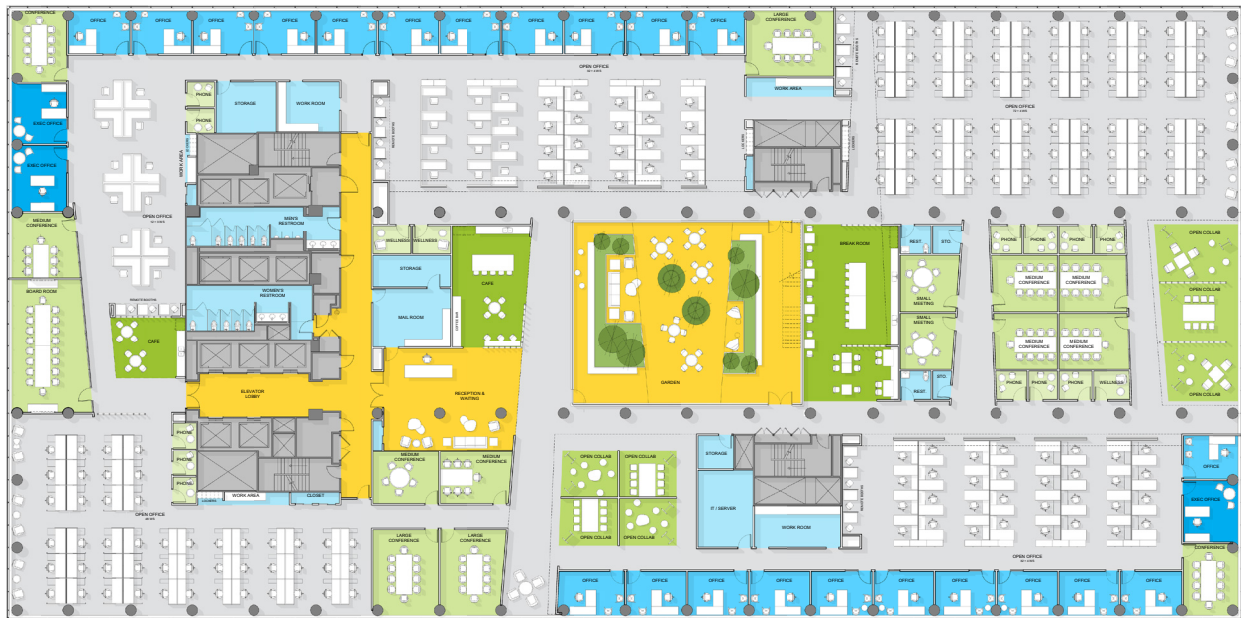 CONFERENCE
OFFICE
OFFICE
OFFICE
OFFICE
OFFICE
OFFICE
OFFICE
OFFICE
OFFICE
OFFICE
OFFICE
LARGE
CONFERENCE
OPEN OFFICE
WORK AREA
OPEN OFFICE
EXEC OFFICE
EXEC OFFICE
PHONE
PHONE
STORAGE
WORK ROOM
WORK AREA
OPEN OFFICE
MEN'S
RESTROOM
MEDIUM
CONFERENCE
WELLNESS
WELLNESS
BREAK ROOM
REST.
STO.
PHONE
PHONE
PHONE
PHONE
OPEN COLLAB
STORAGE
CAFE
SMALL
MEETING
MEDIUM
CONFERENCE
MEDIUM
CONFERENCE
OPEN COLLAB
BOARD ROOM
WOMEN'S
RESTROOM
MAIL ROOM
COFFEE BAR
SMALL
MEETING
MEDIUM
CONFERENCE
MEDIUM
CONFERENCE
CAFE
GARDEN
REST.
STO.
PHONE
PHONE
PHONE
WELLNESS
OPEN COLLAB
ELEVATOR
LOBBY
RECEPTION &
WAITING
PHONE
PHONE
PHONE
MEDIUM
CONFERENCE
MEDIUM
CONFERENCE
OPEN COLLAB
OPEN COLLAB
STORAGE
OFFICE
WORK AREA
CLOSET
OPEN OFFICE
IT / SERVER
EXEC OFFICE
WORK ROOM
LARGE
CONFERENCE
LARGE
CONFERENCE
OPEN COLLAB
OPEN COLLAB
OPEN OFFICE
CONFERENCE
OFFICE
OFFICE
OFFICE
OFFICE
OFFICE
OFFICE
OFFICE
OFFICE
OFFICE